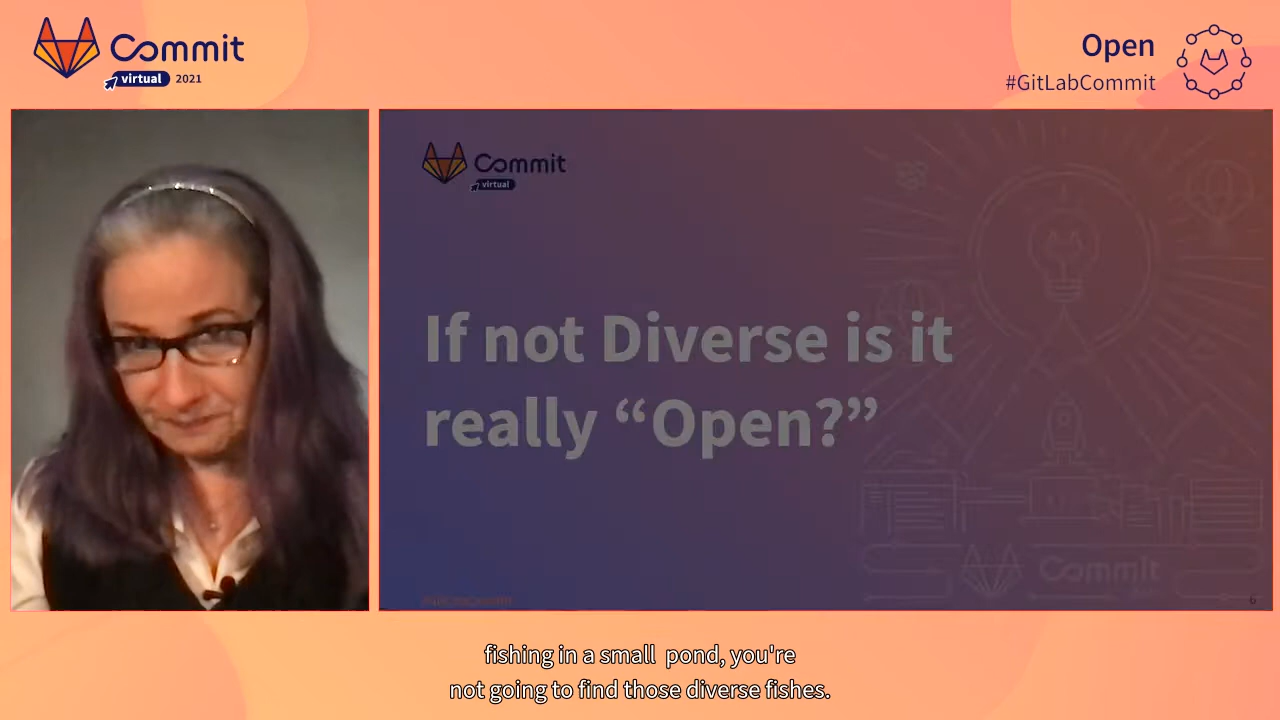 Commit
virtual 2021
Open
#GitLabCommit
Commit
virtual
If not Diverse is it
really “Open?”
Commit
6
fishing in a small  pond, you're
not going to find those diverse fishes.